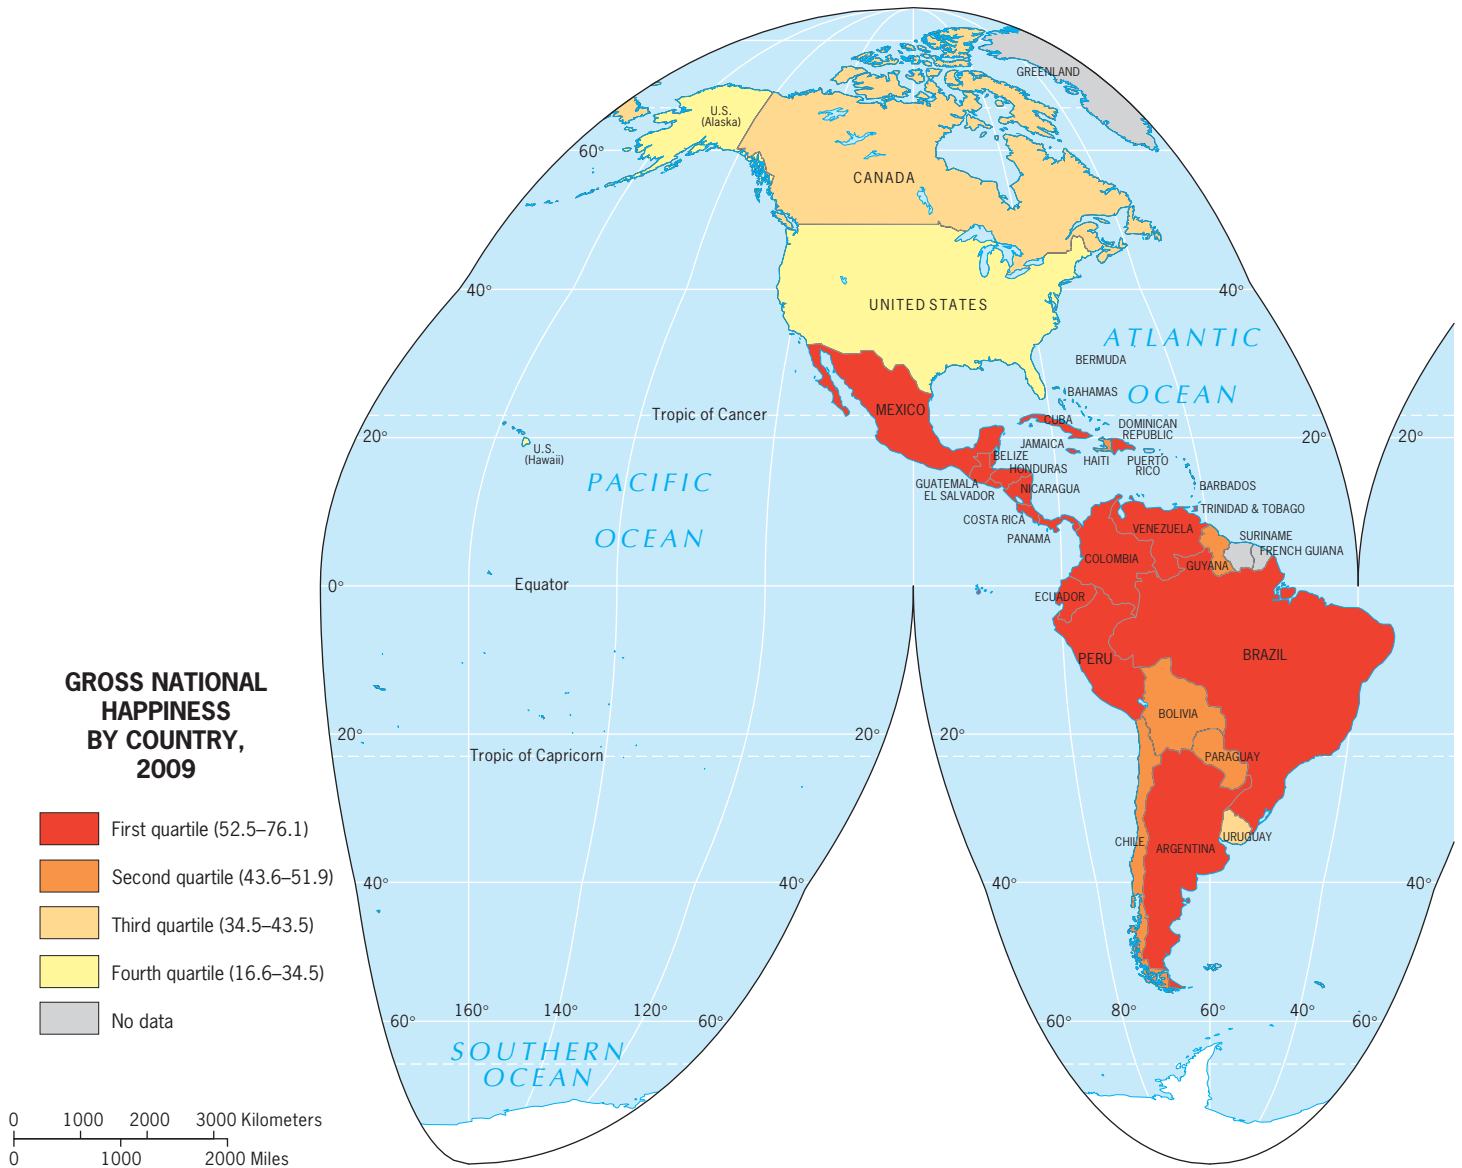 GREENLAND
U.S.
(Alaska)
60°
CANADA
40°
40°
UNITED STATES
ATLANTIC
OCEAN
BERMUDA
BAHAMAS
Tropic of Cancer
MEXICO
CUBA
DOMINICAN
REPUBLIC
20°
20°
20°
JAMAICA
HAITI
PUERTO
RICO
U.S.
(Hawaii)
BELIZE
HONDURAS
GUATEMALA
EL SALVADOR
NICARAGUA
BARBADOS
PACIFIC
OCEAN
COSTA RICA
PANAMA
TRINIDAD & TOBAGO
VENEZUELA
SURINAME
FRENCH GUIANA
COLOMBIA
GUYANA
0°
Equator
ECUADOR
PERU
BRAZIL
BOLIVIA
20°
20°
20°
Tropic of Capricorn
PARAGUAY
CHILE
ARGENTINA
URUGUAY
40°
40°
40°
40°
160°
140°
120°
60°
60°
60°
80°
60°
40°
60°
SOUTHERN
OCEAN
GROSS NATIONAL
HAPPINESS
BY COUNTRY,
2009
First quartile (52.5–76.1)
Second quartile (43.6–51.9)
Third quartile (34.5–43.5)
Fourth quartile (16.6–34.5)
No data
0 1000 2000 3000 Kilometers
0 1000 2000 Miles